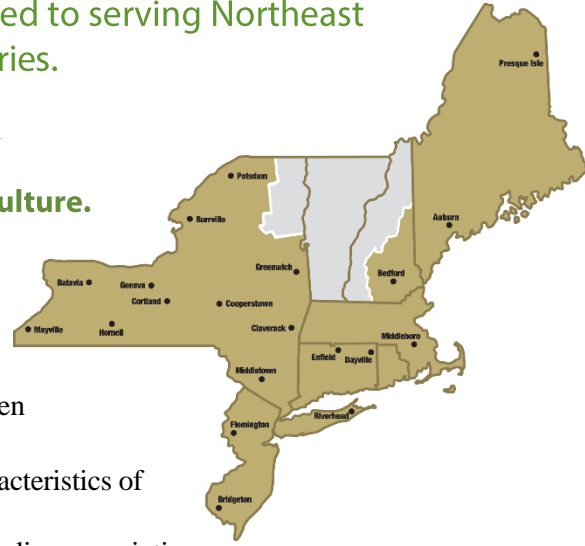 ed to serving Northeast
ries.
ulture.
Presque Isle
Potsdam
Burrville
Auburn
Greenwich
Bedford
Batavia
Geneva
Cortland
Cooperstown
Mayville
Hornell
Claverack
Middleboro
Enfield
Dayville
Middletown
en
Riverhead
Flemington
acteristics of
Bridgeton